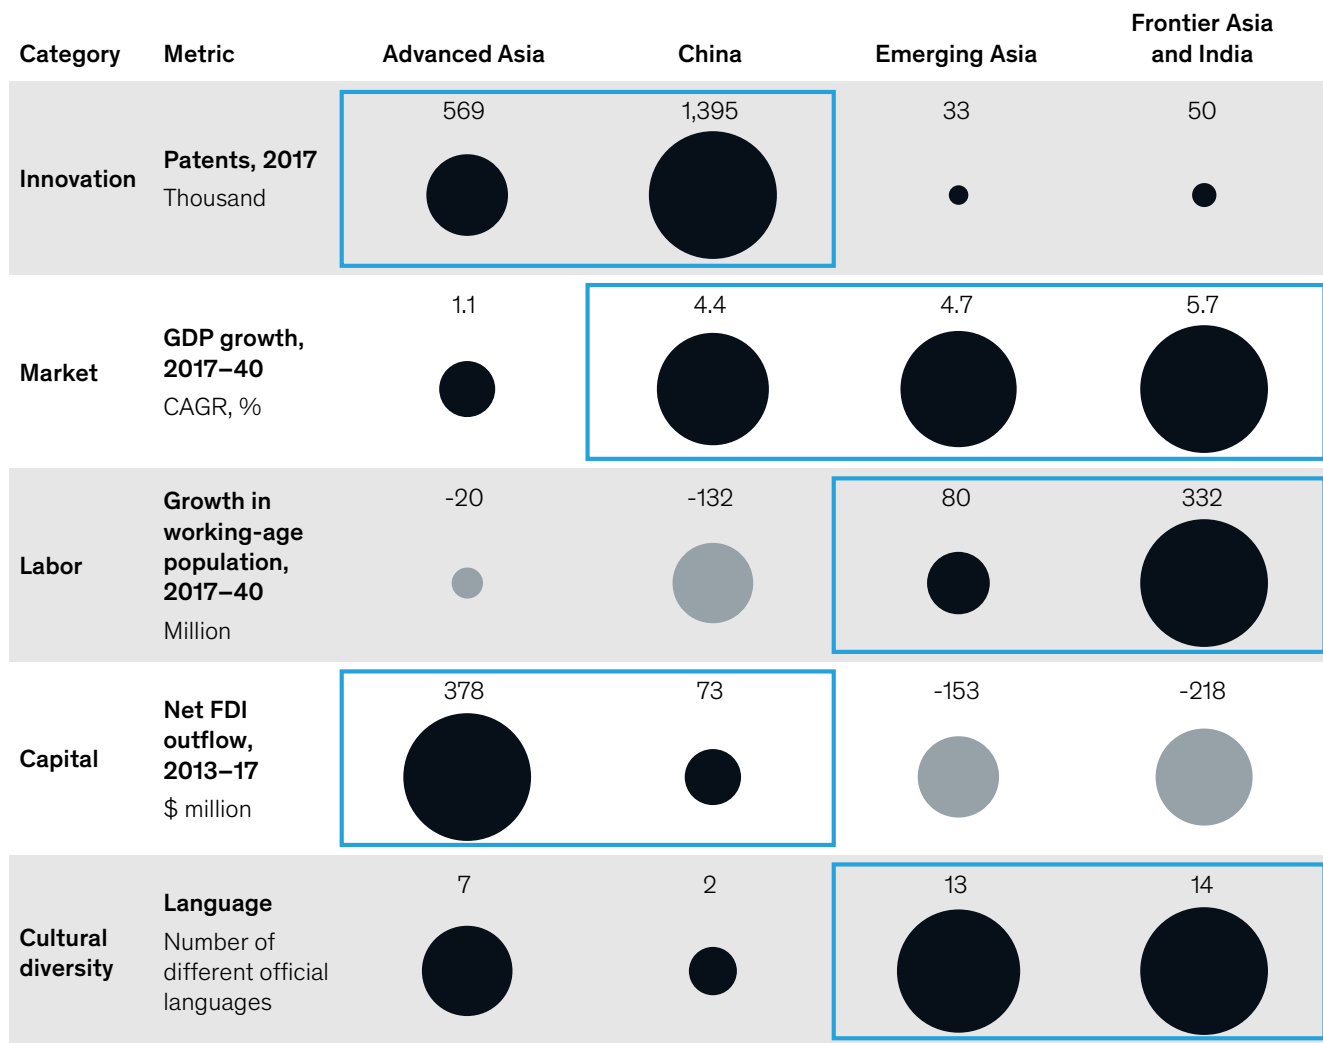 Category
Metric
Advanced Asia
China
Emerging Asia
Frontier Asia
and India
Innovation
Patents, 2017
Thousand
569
1,395
33
50
Market
GDP growth,
2017–40
CAGR, %
1.1
4.4
4.7
5.7
Labor
Growth in
working-age
population,
2017–40
Million
-20
-132
80
332
Capital
Net FDI
outflow,
2013–17
$ million
378
73
-153
-218
Cultural
diversity
Language
Number of
different official
languages
7
2
13
14